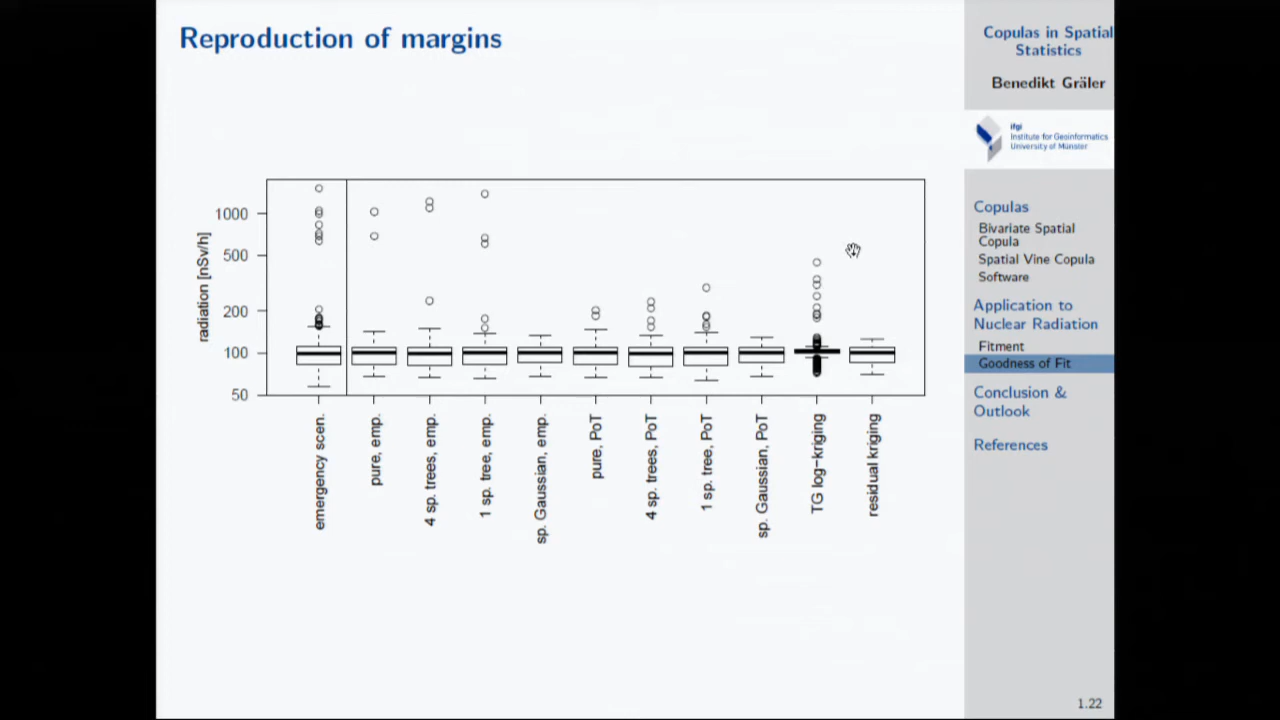 Reproduction of margins
Copulas in Spatial
Statistics
Benedikt Gräler
ifgi
Institute for Geoinformatics
University of Münster
Copulas
Bivariate Spatial
Copula
Spatial Vine Copula
Software
Application to
Nuclear Radiation
Fitment
Goodness of Fit
Conclusion &
Outlook
References
radiation [nSv/h]
1000
500
200
100
50
emergency scen.
pure, emp.
4 sp. trees, emp.
1 sp. tree, emp.
sp. Gaussian, emp.
pure, PoT
4 sp. trees, PoT
1 sp. tree, PoT
sp. Gaussian, PoT
TG log−kriging
residual kriging
1.22